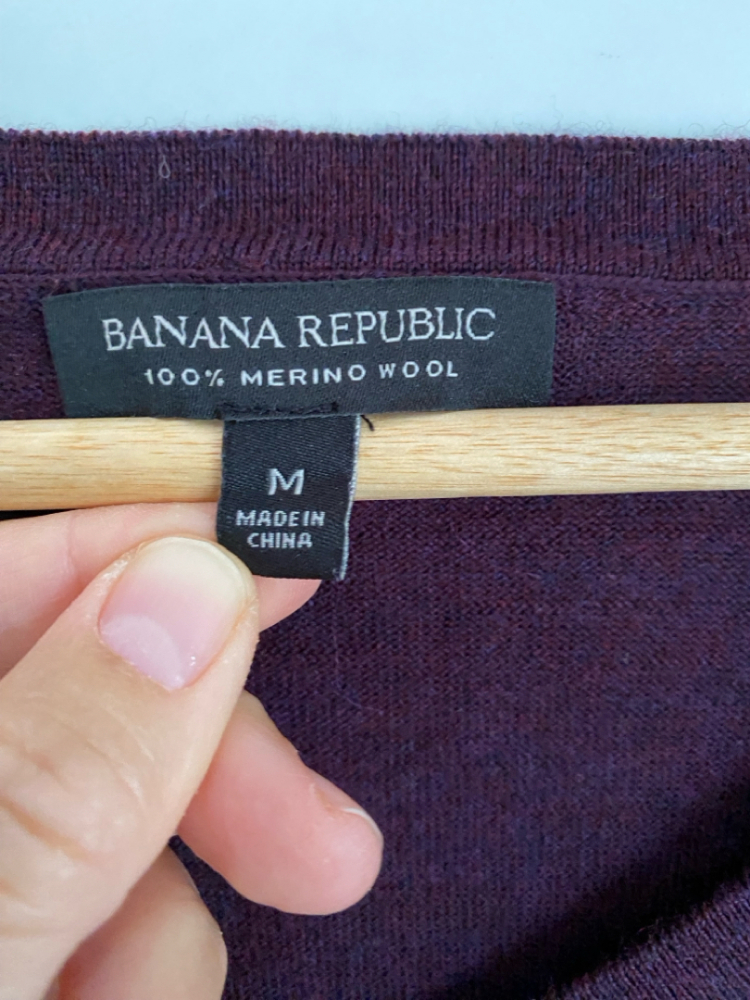 BANANA REPUBLIC
100% MERINO WOOL
M
MADE IN
CHINA